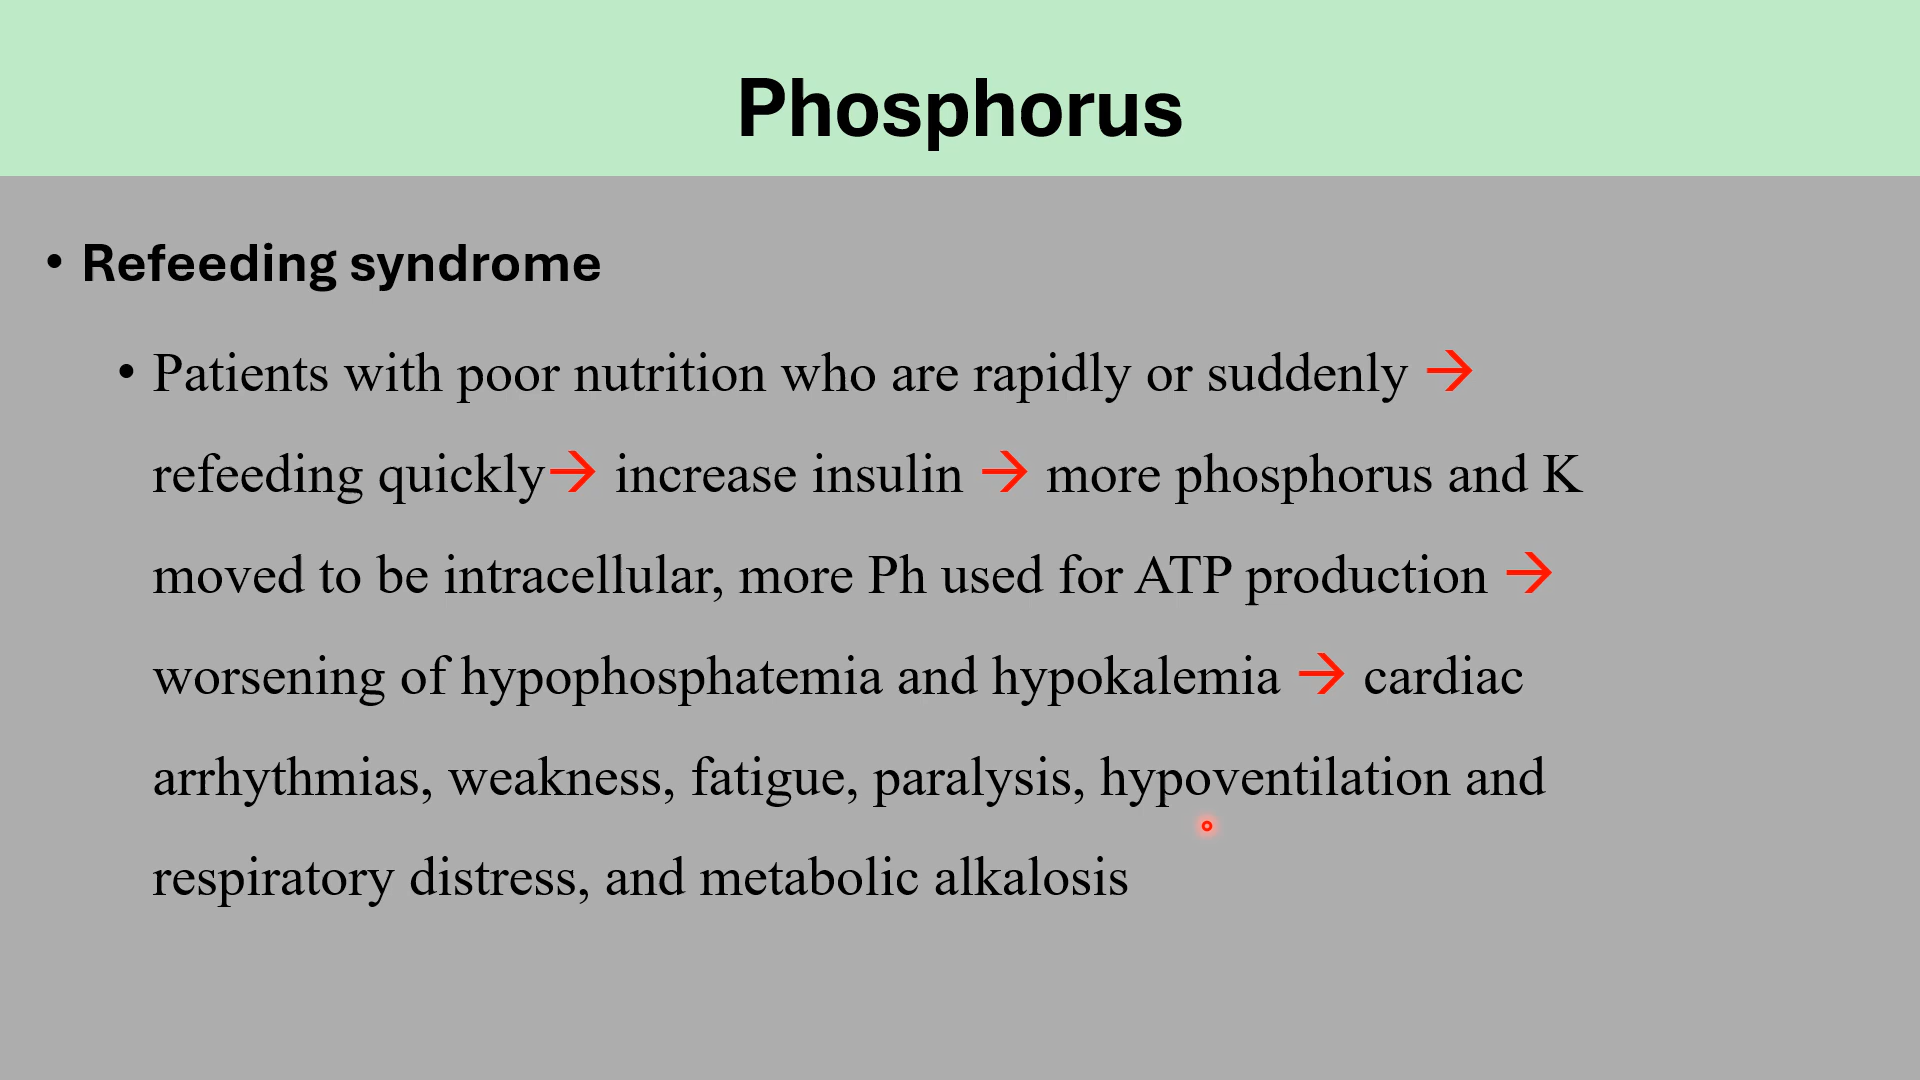 Phosphorus
• Refeeding syndrome
• Patients with poor nutrition who are rapidly or suddenly →
refeeding quickly→ increase insulin → more phosphorus and K
moved to be intracellular, more Ph used for ATP production →
worsening of hypophosphatemia and hypokalemia → cardiac
arrhythmias, weakness, fatigue, paralysis, hypoventilation and
respiratory distress, and metabolic alkalosis